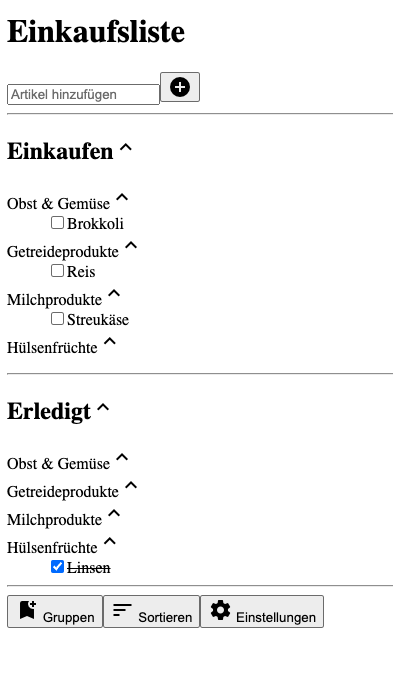 Einkaufsliste
Artikel hinzufügen
Einkaufen
Obst & Gemüse
Brokkoli
Getreideprodukte
Reis
Milchprodukte
Streukäse
Hülsenfrüchte
Erledigt
Obst & Gemüse
Getreideprodukte
Milchprodukte
Hülsenfrüchte
Linsen
Gruppen Sortieren Einstellungen